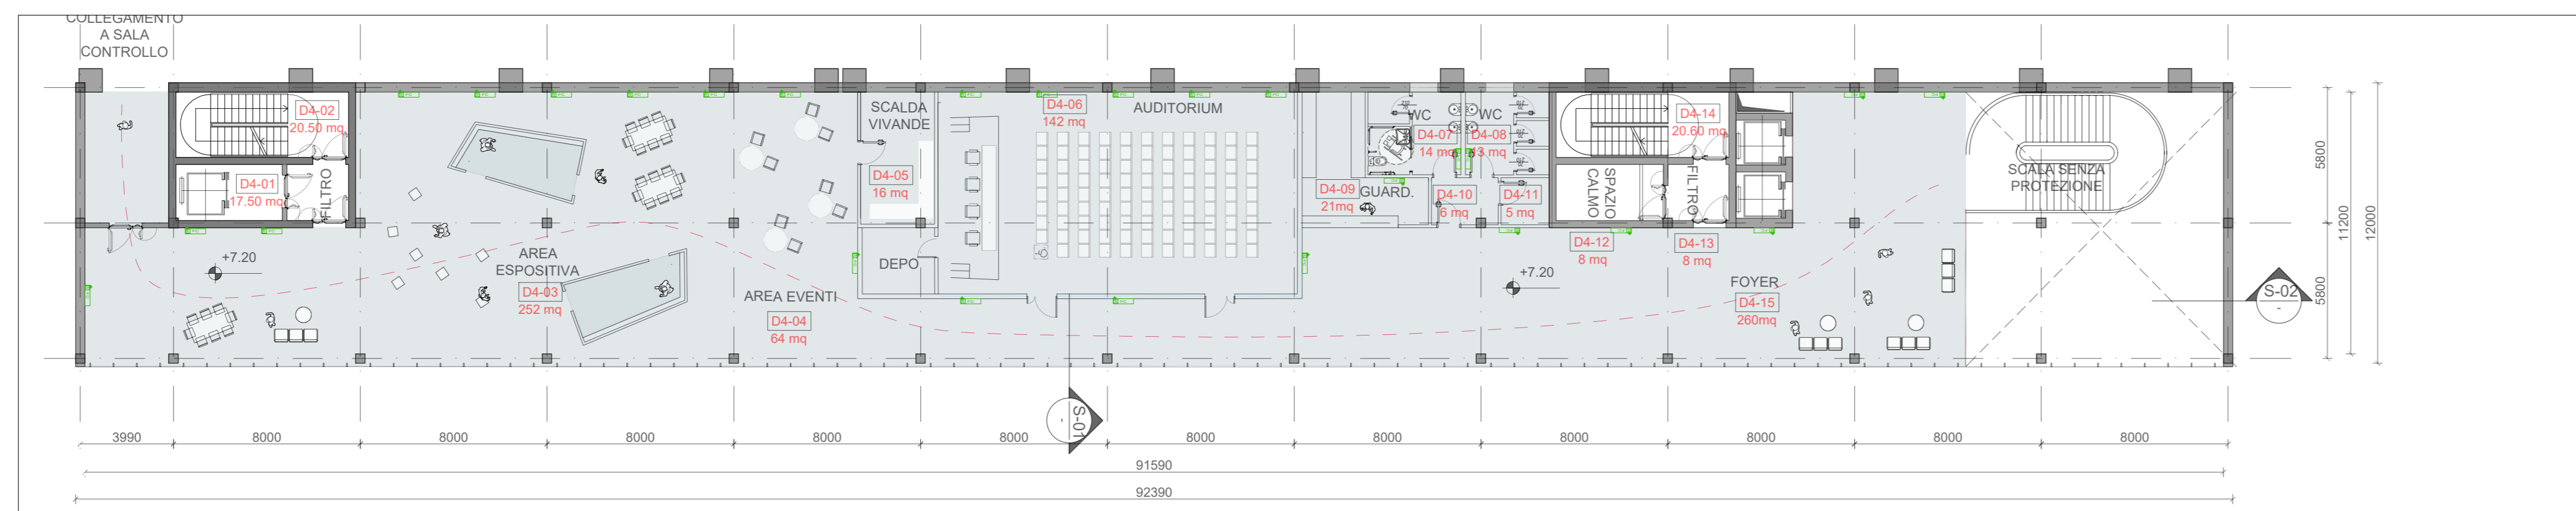 COLLEGAMENTO
A SALA
CONTROLLO
D4-02
20.50 mq
D4-01
17.50 mq
FILTRO
+7.20
AREA
ESPOSITIVA
D4-03
252 mq
AREA EVENTI
D4-04
64 mq
SCALDA
VIVANDE
D4-05
16 mq
DEPO
D4-06
142 mq
AUDITORIUM
WC
D4-07
14 mq
WC
D4-08
13 mq
D4-09
21mq
GUARD.
D4-10
6 mq
D4-11
5 mq
SPAZIO
CALMO
D4-12
8 mq
FILTRO
D4-13
8 mq
D4-14
20.60 mq
+7.20
FOYER
D4-15
260mq
SCALA SENZA
PROTEZIONE
S-02
-
S-01
-
5800
5800
11200
12000
3990
8000
8000
8000
8000
8000
8000
8000
8000
8000
8000
8000
91590
92390